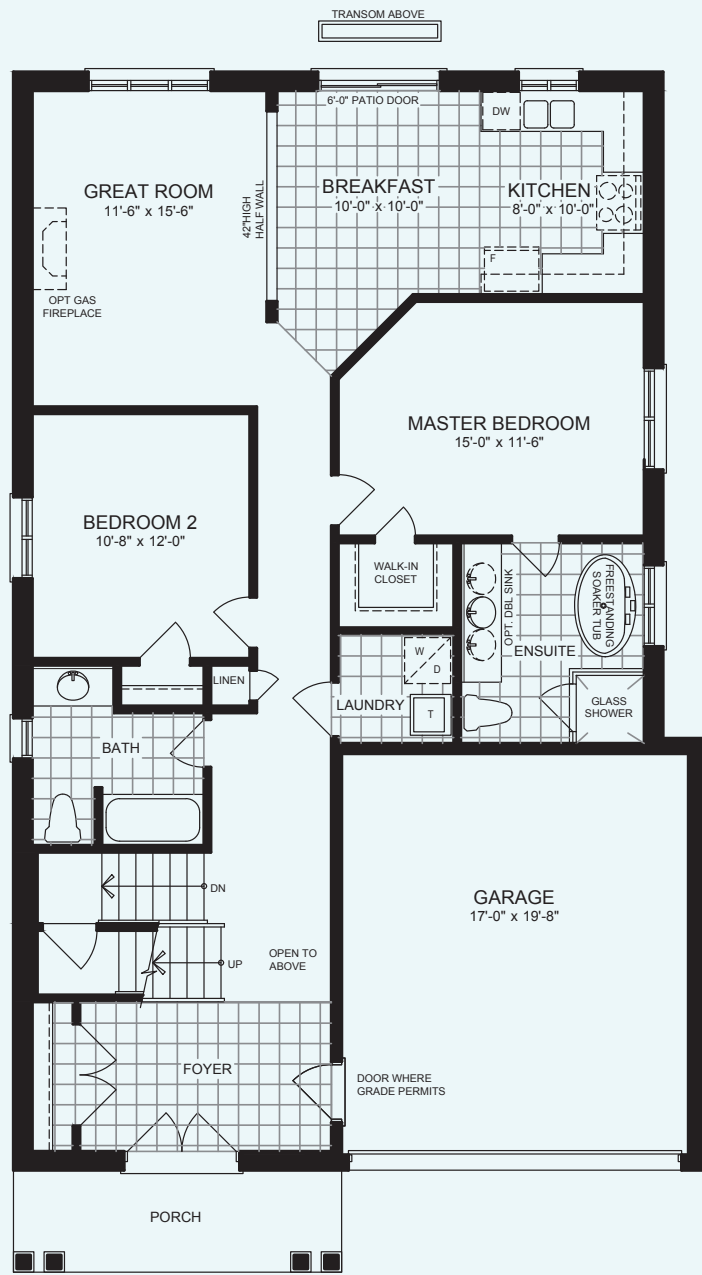 TRANSOM ABOVE
6'-0" PATIO DOOR
DW
GREAT ROOM
11'-6" x 15'-6"
42"HIGH
HALF WALL
BREAKFAST
10'-0" x 10'-0"
KITCHEN
8'-0" x 10'-0"
F
OPT GAS
FIREPLACE
MASTER BEDROOM
15'-0" x 11'-6"
BEDROOM 2
10'-8" x 12'-0"
WALK-IN
CLOSET
OPT. DBL SINK
FREESTANDING
SOAKER TUB
ENSUITE
W
D
LINEN
LAUNDRY
T
GLASS
SHOWER
BATH
DN
GARAGE
17'-0" x 19'-8"
UP
OPEN TO
ABOVE
FOYER
DOOR WHERE
GRADE PERMITS
PORCH